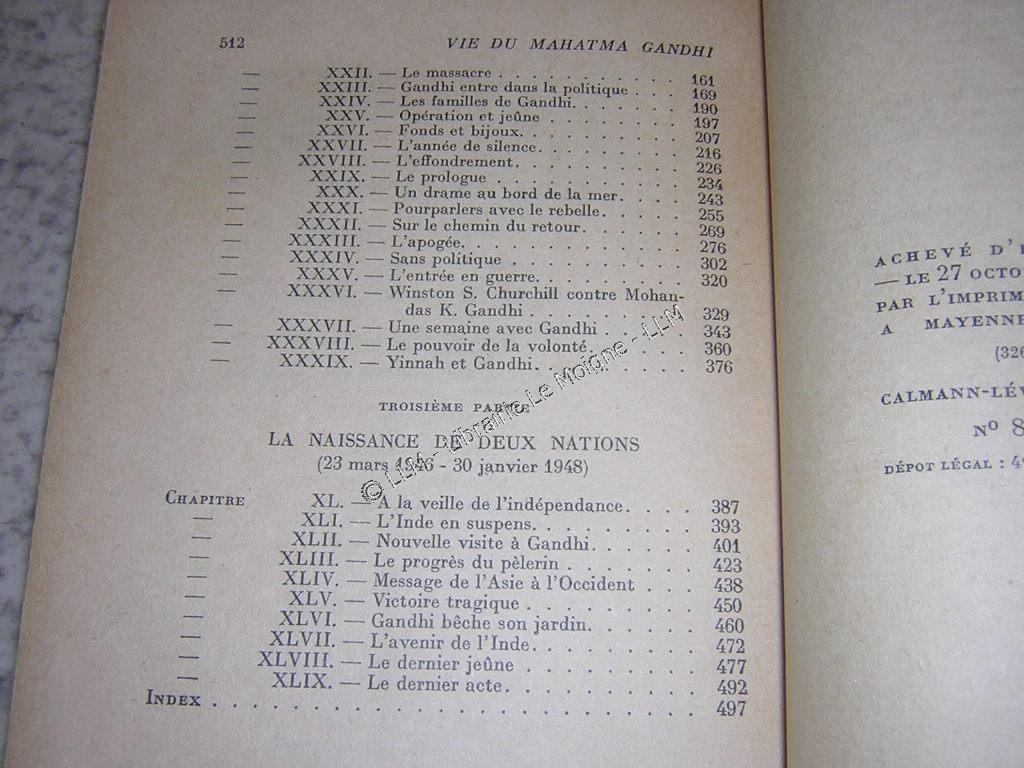 512 VIE DU MAHATMA GANDHI
— XXII. — Le massacre . . . . . . . . . . . 161
— XXIII. — Gandhi entre dans la politique . . . 169
— XXIV. — Les familles de Gandhi. . . . . . . 190
— XXV. — Opération et jeûne . . . . . . . . 197
— XXVI. — Fonds et bijoux. . . . . . . . . . 207
— XXVII. — L'année de silence. . . . . . . . . 216
— XXVIII. — L'effondrement. . . . . . . . . . . 226
— XXIX. — Le prologue . . . . . . . . . . . . 234
— XXX. — Un drame au bord de la mer. . . . 243
— XXXI. — Pourparlers avec le rebelle. . . . . 255
— XXXII. — Sur le chemin du retour. . . . . . 269
— XXXIII. — L'apogée. . . . . . . . . . . . . . 276
— XXXIV. — Sans politique . . . . . . . . . . . 302
— XXXV. — L'entrée en guerre. . . . . . . . . 320
— XXXVI. — Winston S. Churchill contre Mohan-
das K. Gandhi . . . . . . . . . . 329
— XXXVII. — Une semaine avec Gandhi . . . . . 343
— XXXVIII. — Le pouvoir de la volonté. . . . . . 360
— XXXIX. — Yinnah et Gandhi. . . . . . . . . 376
TROISIÈME PARTIE
LA NAISSANCE DE DEUX NATIONS
(23 mars 1946 - 30 janvier 1948)
CHAPITRE XL. — A la veille de l'indépendance. . . . 387
— XLI. — L'Inde en suspens. . . . . . . . . 393
— XLII. — Nouvelle visite à Gandhi. . . . . . 401
— XLIII. — Le progrès du pèlerin . . . . . . . 423
— XLIV. — Message de l'Asie à l'Occident . . . 438
— XLV. — Victoire tragique . . . . . . . . . 450
— XLVI. — Gandhi bêche son jardin. . . . . . 460
— XLVII. — L'avenir de l'Inde. . . . . . . . . 472
— XLVIII. — Le dernier jeûne . . . . . . . . . 477
— XLIX. — Le dernier acte. . . . . . . . . . 492
INDEX . . . . . . . . . . . . . . . . . . . . . . . . 497
© LLM - Librairie Le Moigne - LLM
ACHEVÉ D'
— LE 27 OCTO
PAR L'IMPRIM
A MAYENNE
(326
CALMANN-LÉV
N° 8
DÉPOT LÉGAL : 4